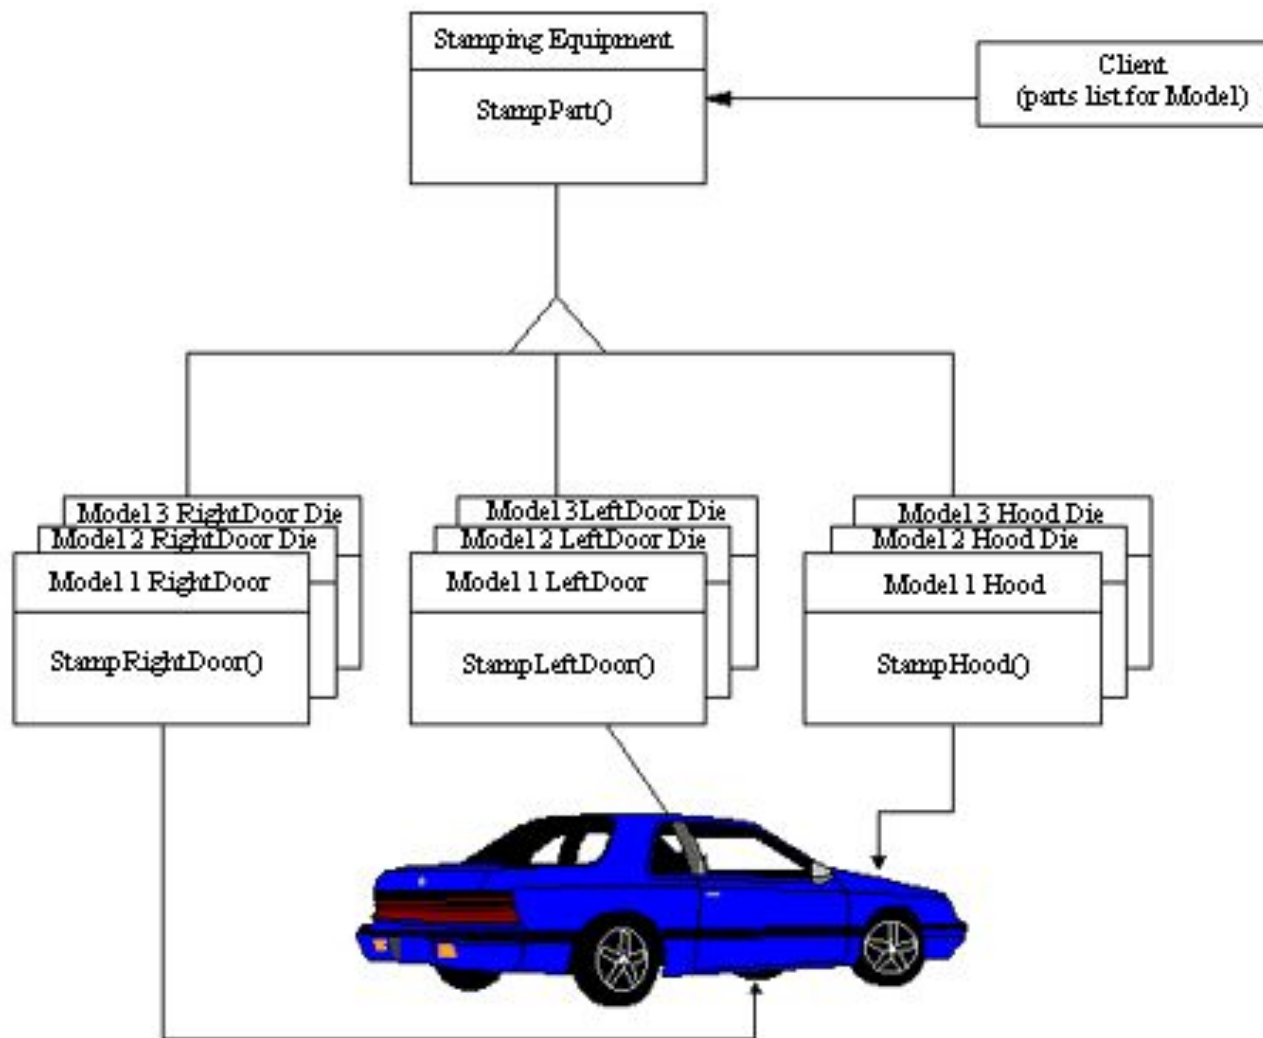 Stamping Equipment
StampPart()
Client
(parts list for Model)
Model 3 RightDoor Die
Model 2 RightDoor Die
Model 1 RightDoor
StampRightDoor()
Model 3 LeftDoor Die
Model 2 LeftDoor Die
Model 1 LeftDoor
StampLeftDoor()
Model 3 Hood Die
Model 2 Hood Die
Model 1 Hood
StampHood()